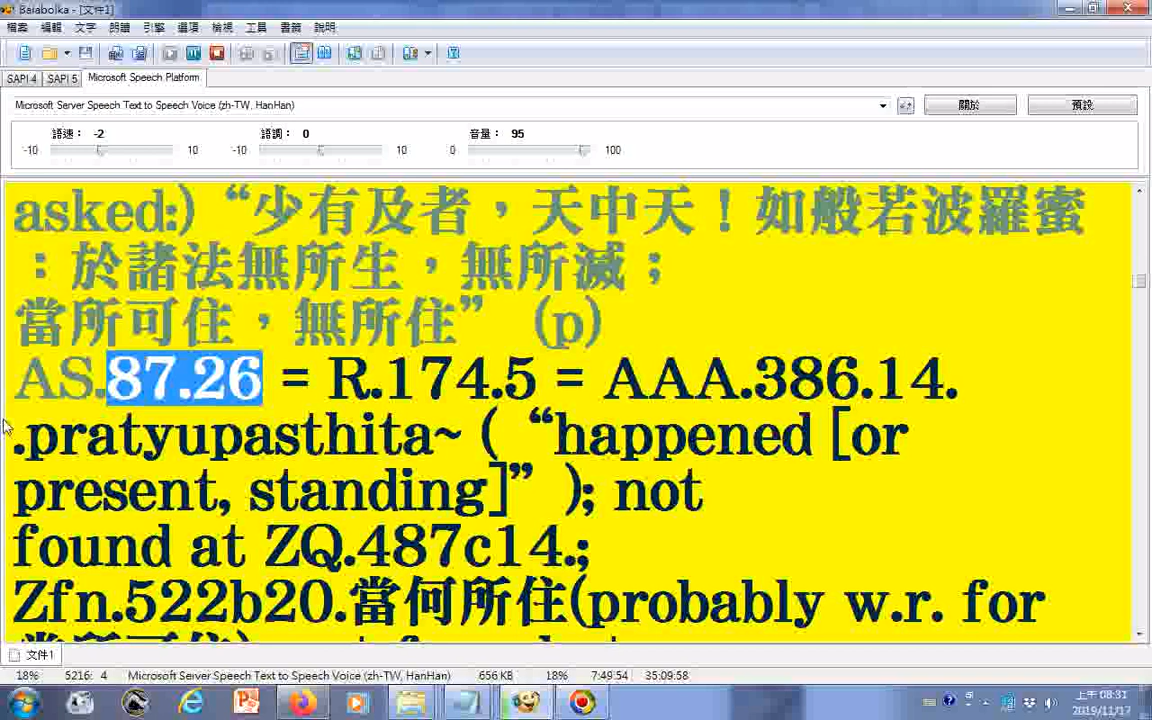 Balabolka - [文件1]
檔案 編輯 文字 朗讀 引擎 選項 檢視 工具 書籤 說明
SAPI 4 SAPI 5 Microsoft Speech Platform
Microsoft Server Speech Text to Speech Voice (zh-TW, HanHan) 關於 預設
語速： -2 語調： 0 音量： 95
-10 10 -10 10 0 100
asked:) “少有及者，天中天！如般若波羅蜜
：於諸法無所生，無所滅；
當所可住，無所住” (p)
AS.87.26 = R.174.5 = AAA.386.14.
.pratyupasthita~ (“happened [or
present, standing]” ); not
found at ZQ.487c14.;
Zfn.522b20.當何所住(probably w.r. for
當所可住)
文件1
18% 5216: 4 Microsoft Server Speech Text to Speech Voice (zh-TW, HanHan) 656 KB 18% 7:49:54 35:09:58
上午 08:31
2019/11/17